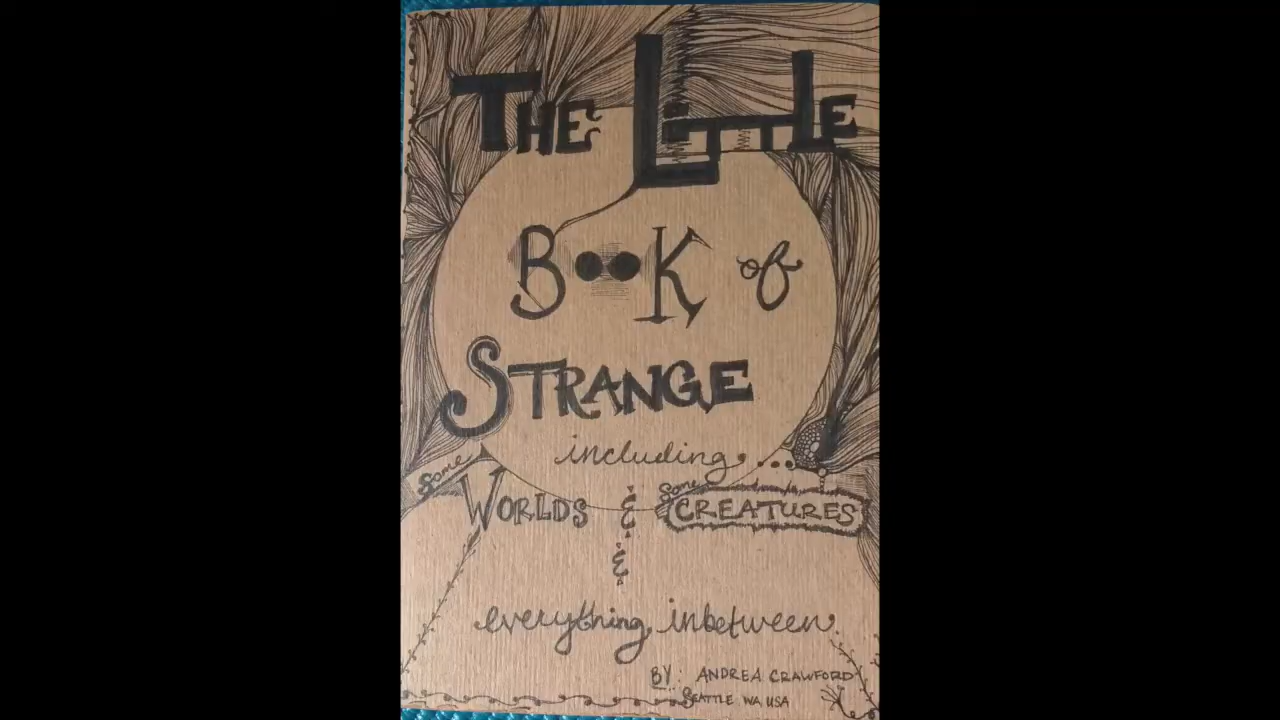 THE LITTLE
BOOK of
STRANGE
including...
some WORLDS & some CREATURES
&
everything inbetween
BY: ANDREA CRAWFORD
SEATTLE WA USA